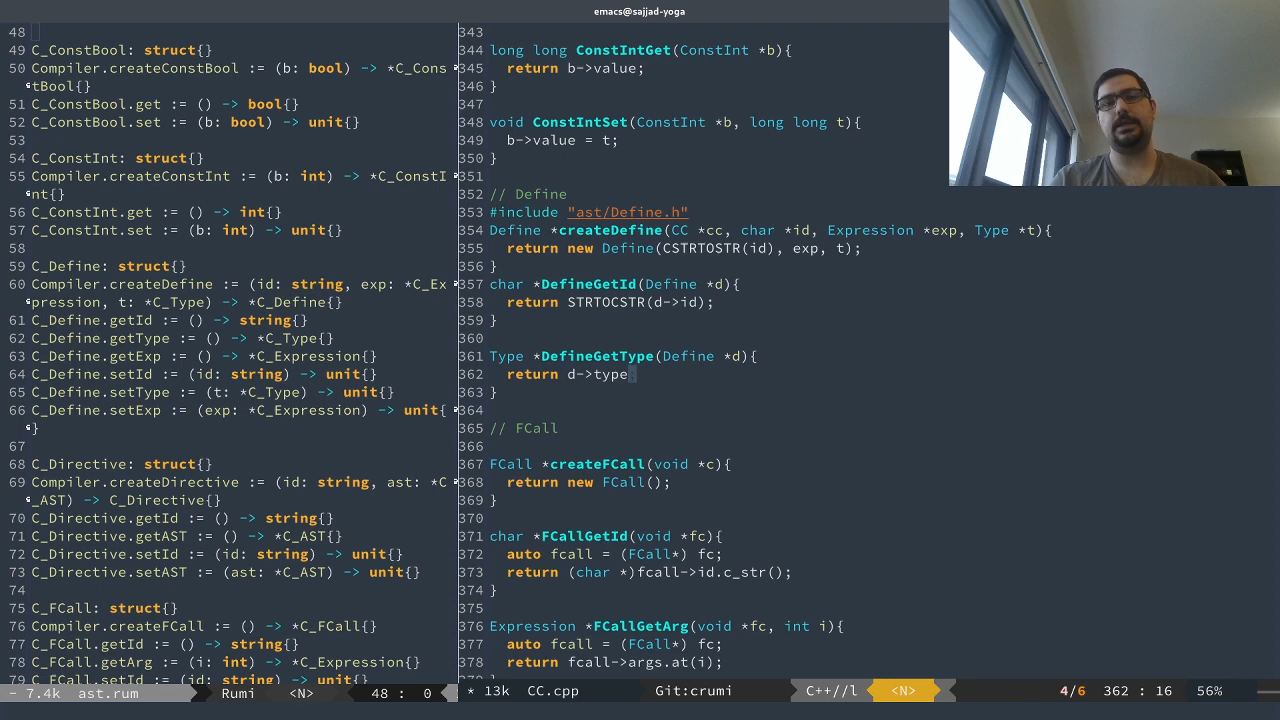 emacs@sajjad-yoga
48
49 C_ConstBool: struct{}
50 Compiler.createConstBool := (b: bool) -> *C_Cons
tBool{}
51 C_ConstBool.get := () -> bool{}
52 C_ConstBool.set := (b: bool) -> unit{}
53
54 C_ConstInt: struct{}
55 Compiler.createConstInt := (b: int) -> *C_ConstI
nt{}
56 C_ConstInt.get := () -> int{}
57 C_ConstInt.set := (b: int) -> unit{}
58
59 C_Define: struct{}
60 Compiler.createDefine := (id: string, exp: *C_Ex
pression, t: *C_Type) -> *C_Define{}
61 C_Define.getId := () -> string{}
62 C_Define.getType := () -> *C_Type{}
63 C_Define.getExp := () -> *C_Expression{}
64 C_Define.setId := (id: string) -> unit{}
65 C_Define.setType := (t: *C_Type) -> unit{}
66 C_Define.setExp := (exp: *C_Expression) -> unit{
}
67
68 C_Directive: struct{}
69 Compiler.createDirective := (id: string, ast: *C
_AST) -> C_Directive{}
70 C_Directive.getId := () -> string{}
71 C_Directive.getAST := () -> *C_AST{}
72 C_Directive.setId := (id: string) -> unit{}
73 C_Directive.setAST := (ast: *C_AST) -> unit{}
74
75 C_FCall: struct{}
76 Compiler.createFCall := () -> *C_FCall{}
77 C_FCall.getId := () -> string{}
78 C_FCall.getArg := (i: int) -> *C_Expression{}
79 C_FCall.setId := (id: string) -> unit{}
- 7.4k ast.rum Rumi <N> 48 : 0
343
344 long long ConstIntGet(ConstInt *b){
345 return b->value;
346 }
347
348 void ConstIntSet(ConstInt *b, long long t){
349 b->value = t;
350 }
351
352 // Define
353 #include "ast/Define.h"
354 Define *createDefine(CC *cc, char *id, Expression *exp, Type *t){
355 return new Define(CSTRTOSTR(id), exp, t);
356 }
357 char *DefineGetId(Define *d){
358 return STRTOCSTR(d->id);
359 }
360
361 Type *DefineGetType(Define *d){
362 return d->type;
363 }
364
365 // FCall
366
367 FCall *createFCall(void *c){
368 return new FCall();
369 }
370
371 char *FCallGetId(void *fc){
372 auto fcall = (FCall*) fc;
373 return (char *)fcall->id.c_str();
374 }
375
376 Expression *FCallGetArg(void *fc, int i){
377 auto fcall = (FCall*) fc;
378 return fcall->args.at(i);
* 13k CC.cpp Git:crumi C++//l <N> 4/6 362 : 16 56%